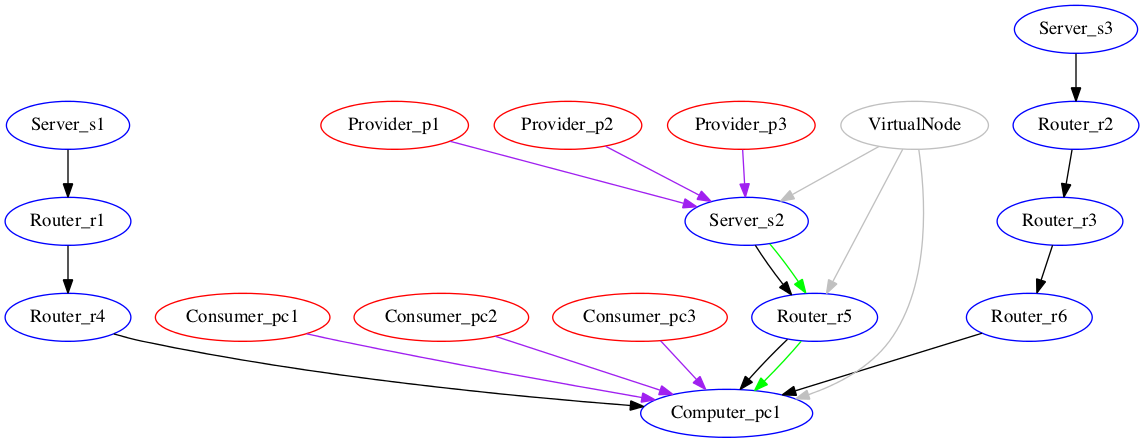 Server_s3
Server_s1
Provider_p1
Provider_p2
Provider_p3
VirtualNode
Router_r2
Router_r1
Server_s2
Router_r3
Router_r4
Consumer_pc1
Consumer_pc2
Consumer_pc3
Router_r5
Router_r6
Computer_pc1